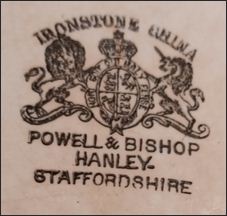 IRONSTONE CHINA
POWELL & BISHOP
HANLEY-
STAFFORDSHIRE